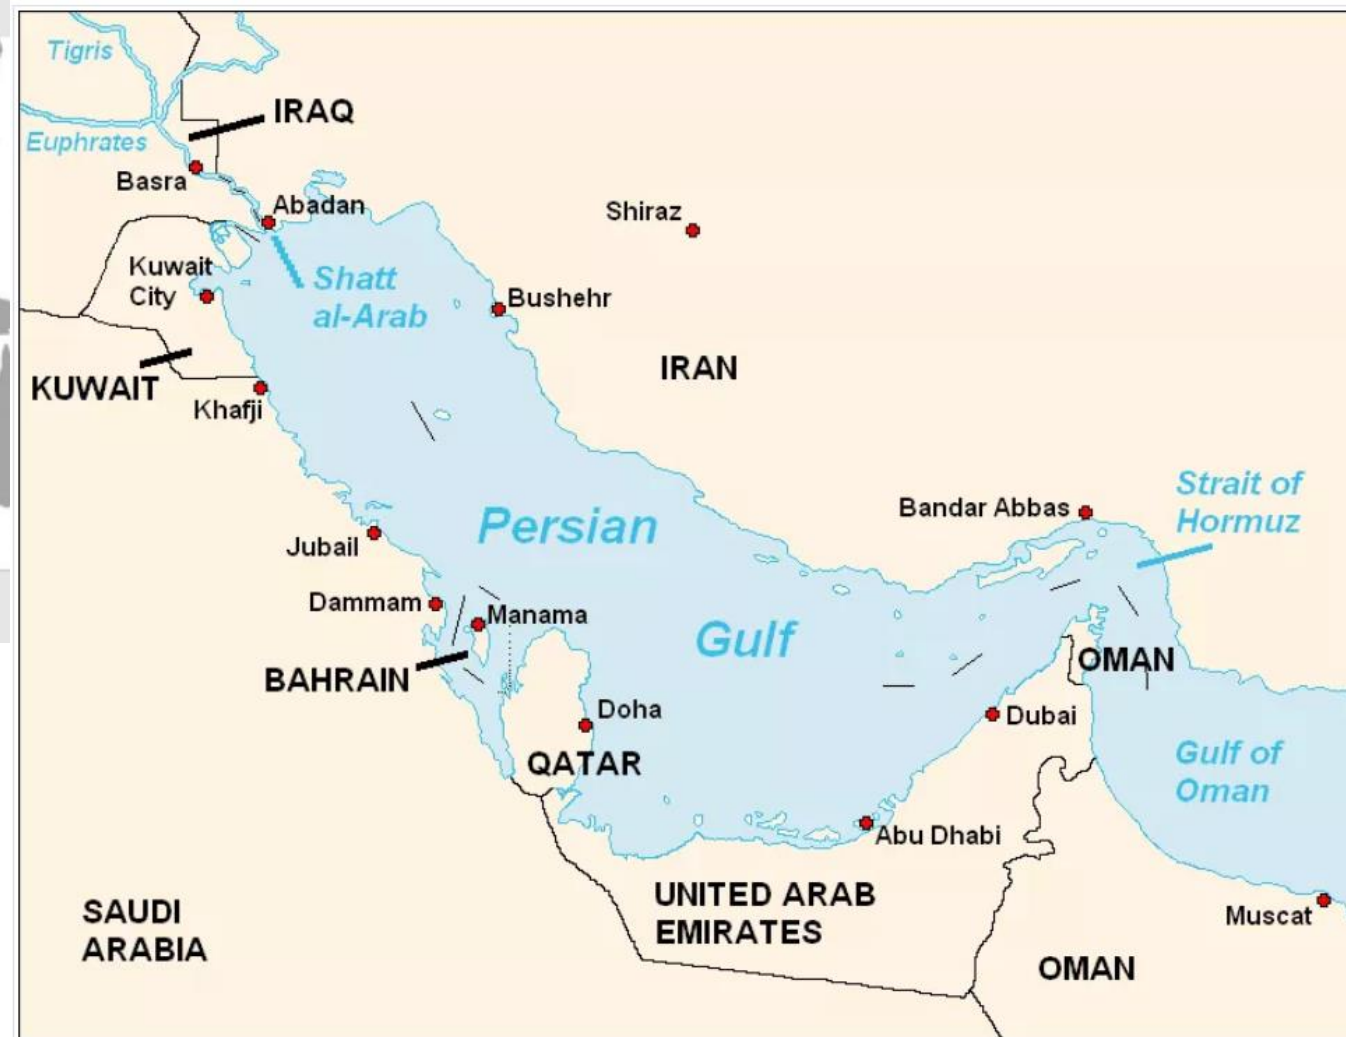 Tigris
IRAQ
Euphrates
Basra
Abadan
Shiraz
Kuwait
City
Shatt
al-Arab
Bushehr
IRAN
KUWAIT
Khafji
Strait of
Hormuz
Bandar Abbas
Persian
Jubail
Dammam
Manama
Gulf
BAHRAIN
OMAN
Doha
Dubai
QATAR
Gulf of
Oman
Abu Dhabi
UNITED ARAB
EMIRATES
SAUDI
ARABIA
Muscat
OMAN